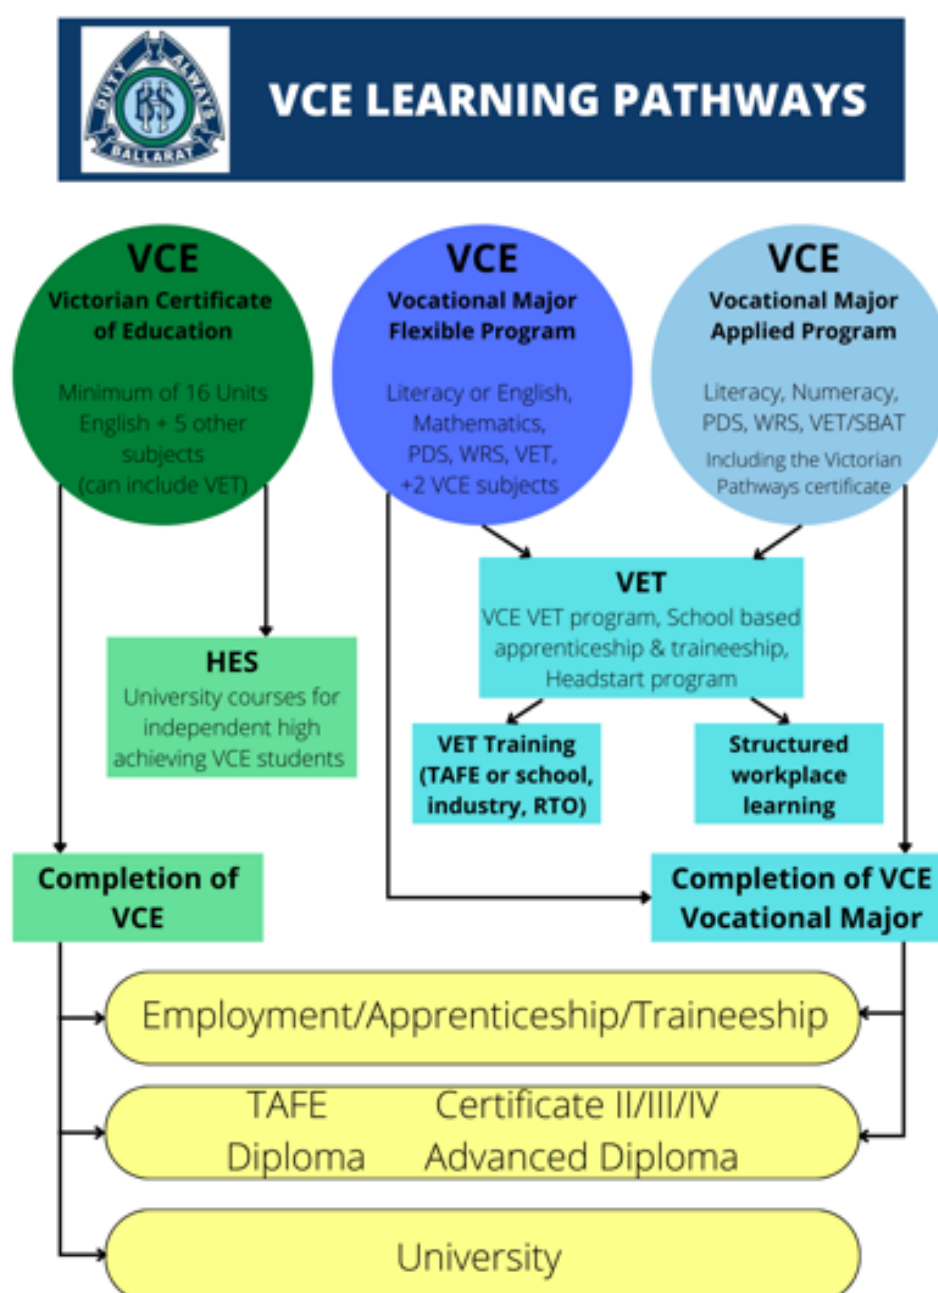 DUTY ALWAYS
BHS
BALLARAT
VCE LEARNING PATHWAYS
VCE
Victorian Certificate
of Education
Minimum of 16 Units
English + 5 other
subjects
(can include VET)
VCE
Vocational Major
Flexible Program
Literacy or English,
Mathematics,
PDS, WRS, VET,
+2 VCE subjects
VCE
Vocational Major
Applied Program
Literacy, Numeracy,
PDS, WRS, VET/SBAT
Including the Victorian
Pathways certificate
VET
VCE VET program, School based
apprenticeship & traineeship,
Headstart program
HES
University courses for
independent high
achieving VCE students
VET Training
(TAFE or school,
industry, RTO)
Structured
workplace
learning
Completion of
VCE
Completion of VCE
Vocational Major
Employment/Apprenticeship/Traineeship
TAFE Certificate II/III/IV
Diploma Advanced Diploma
University